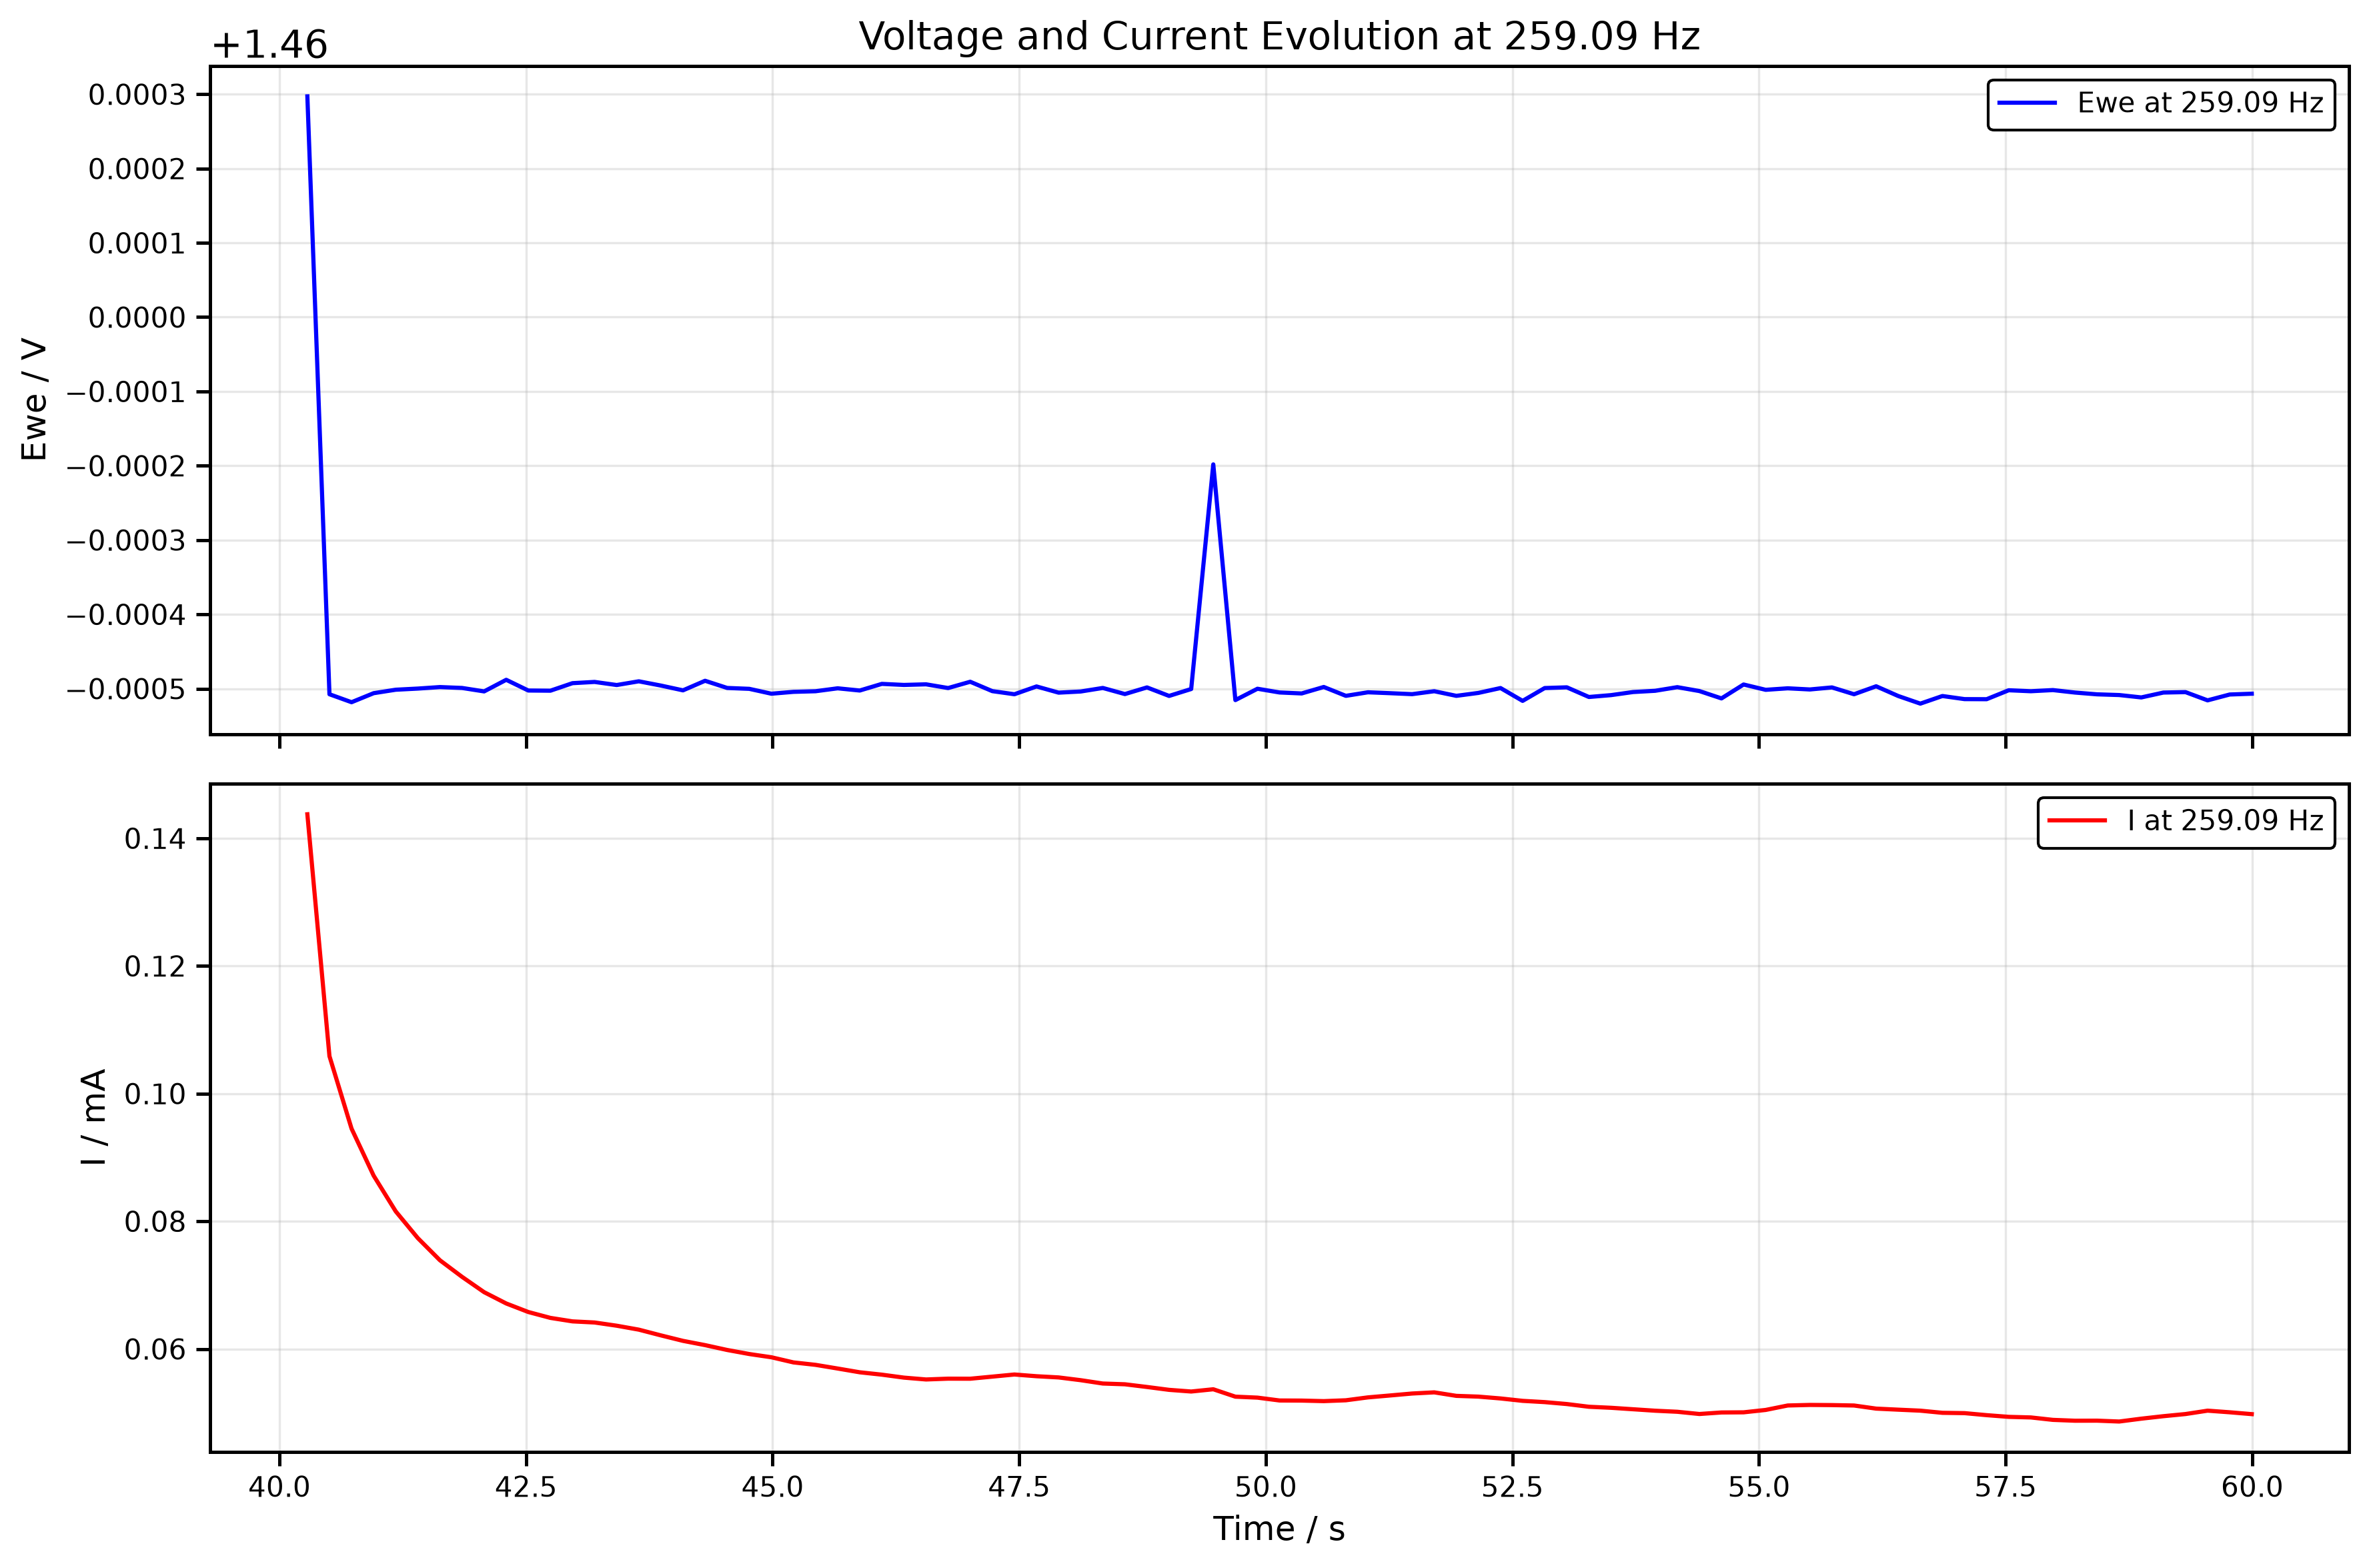 Voltage and Current Evolution at 259.09 Hz
+1.46
Ewe / V
0.0003
0.0002
0.0001
0.0000
−0.0001
−0.0002
−0.0003
−0.0004
−0.0005
Ewe at 259.09 Hz
I / mA
0.14
0.12
0.10
0.08
0.06
I at 259.09 Hz
40.0 42.5 45.0 47.5 50.0 52.5 55.0 57.5 60.0
Time / s